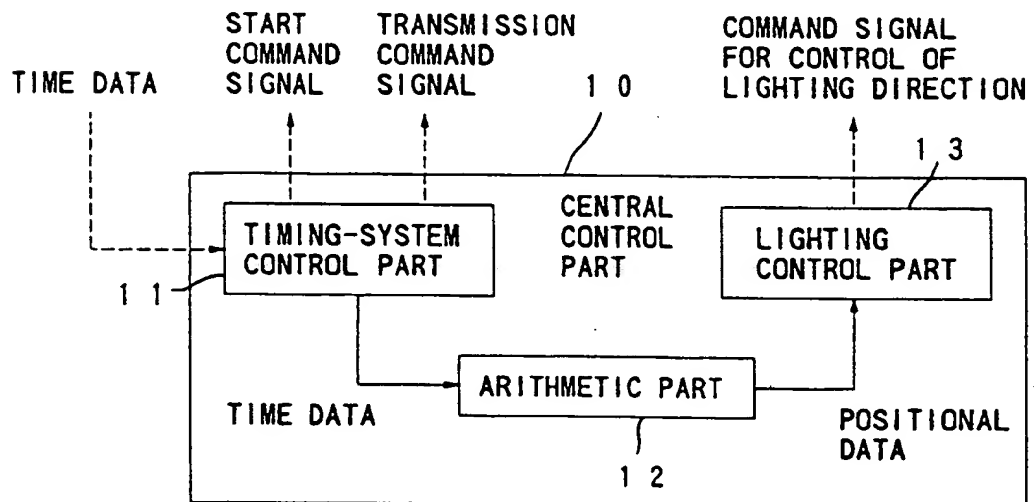 START
COMMAND
SIGNAL
TRANSMISSION
COMMAND
SIGNAL
COMMAND SIGNAL
FOR CONTROL OF
LIGHTING DIRECTION
TIME DATA
10
13
CENTRAL
CONTROL
PART
TIMING-SYSTEM
CONTROL PART
LIGHTING
CONTROL PART
11
ARITHMETIC PART
TIME DATA
POSITIONAL
DATA
12